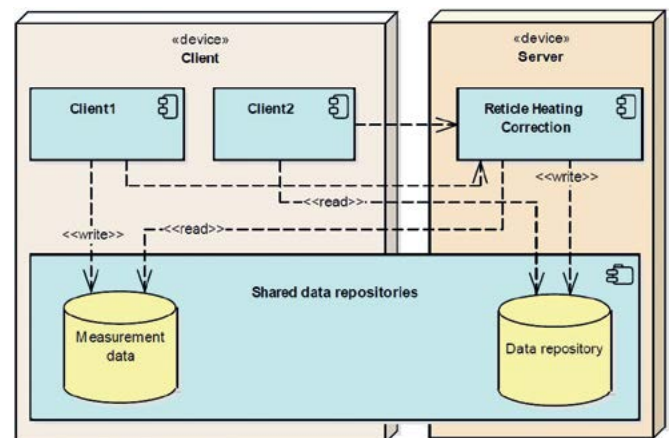 «device»
Client
«device»
Server
Client1
Client2
Reticle Heating
Correction
<<write>>
<<read>>
<<write>>
<<read>>
Shared data repositories
Measurement
data
Data repository